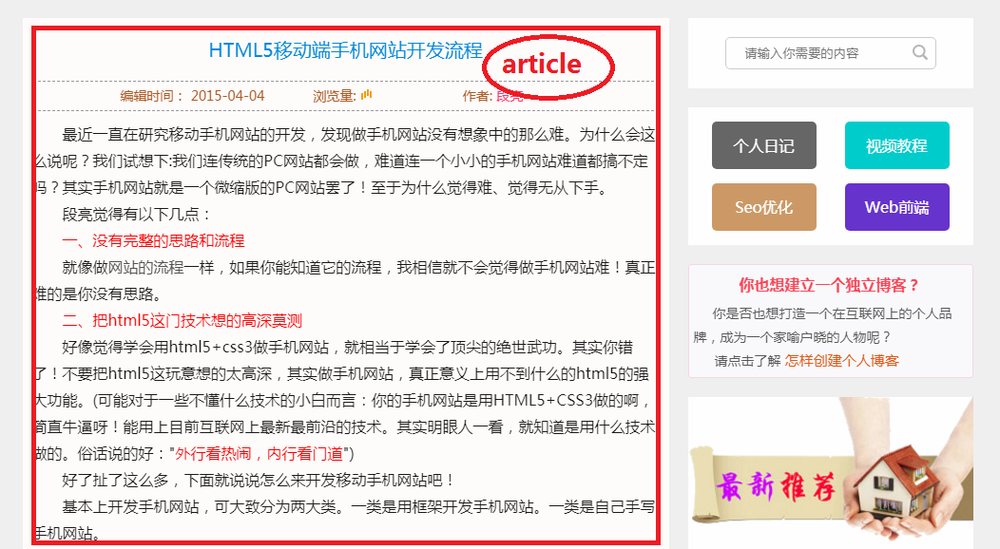 HTML5移动端手机网站开发流程
article
编辑时间： 2015-04-04 浏览量: 作者: 段亮
最近一直在研究移动手机网站的开发，发现做手机网站没有想象中的那么难。为什么会这
么说呢？我们试想下:我们连传统的PC网站都会做，难道连一个小小的手机网站难道都搞不定
吗？其实手机网站就是一个微缩版的PC网站罢了！至于为什么觉得难、觉得无从下手。
段亮觉得有以下几点：
一、没有完整的思路和流程
就像做网站的流程一样，如果你能知道它的流程，我相信就不会觉得做手机网站难！真正
难的是你没有思路。
二、把html5这门技术想的高深莫测
好像觉得学会用html5+css3做手机网站，就相当于学会了顶尖的绝世武功。其实你错
了！不要把html5这玩意想的太高深，其实做手机网站，真正意义上用不到什么的html5的强
大功能。(可能对于一些不懂什么技术的小白而言：你的手机网站是用HTML5+CSS3做的啊，
简直牛逼呀！能用上目前互联网上最新最前沿的技术。其实明眼人一看，就知道是用什么技术
做的。俗话说的好："外行看热闹，内行看门道")
好了扯了这么多，下面就说说怎么来开发移动手机网站吧！
基本上开发手机网站，可大致分为两大类。一类是用框架开发手机网站。一类是自己手写
手机网站。
请输入你需要的内容
个人日记 视频教程
Seo优化 Web前端
你也想建立一个独立博客？
你是否也想打造一个在互联网上的个人品
牌，成为一个家喻户晓的人物呢？
请点击了解 怎样创建个人博客
最新推荐